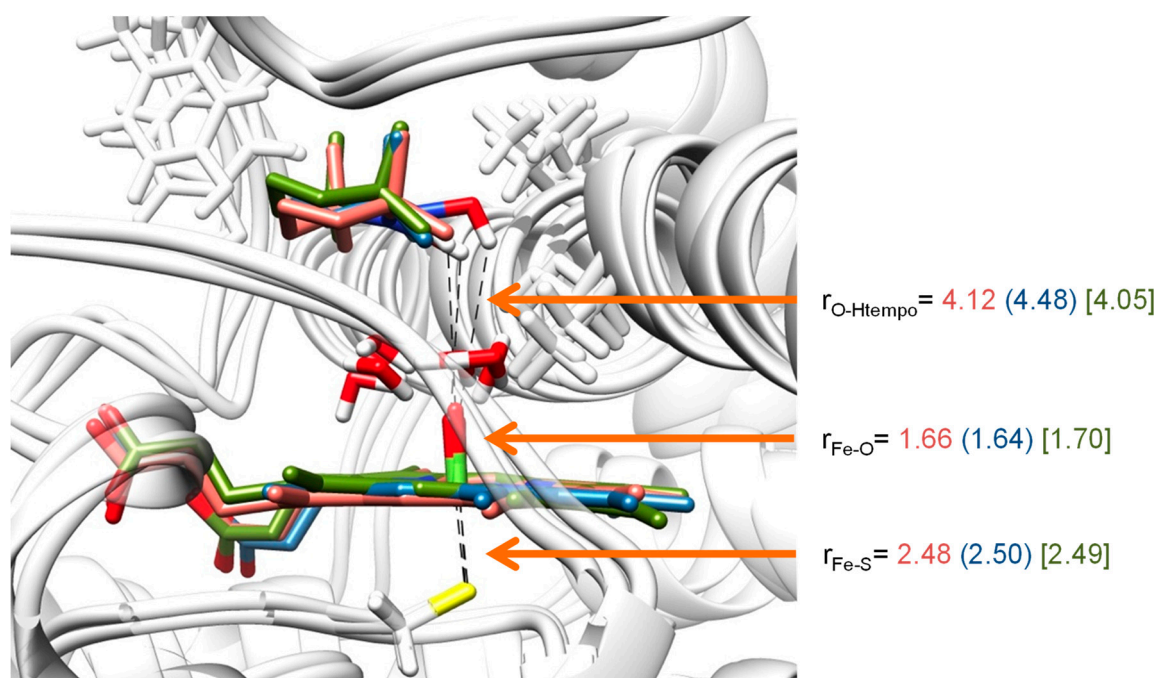 rO-Htempo= 4.12 (4.48) [4.05]
rFe-O= 1.66 (1.64) [1.70]
rFe-S= 2.48 (2.50) [2.49]